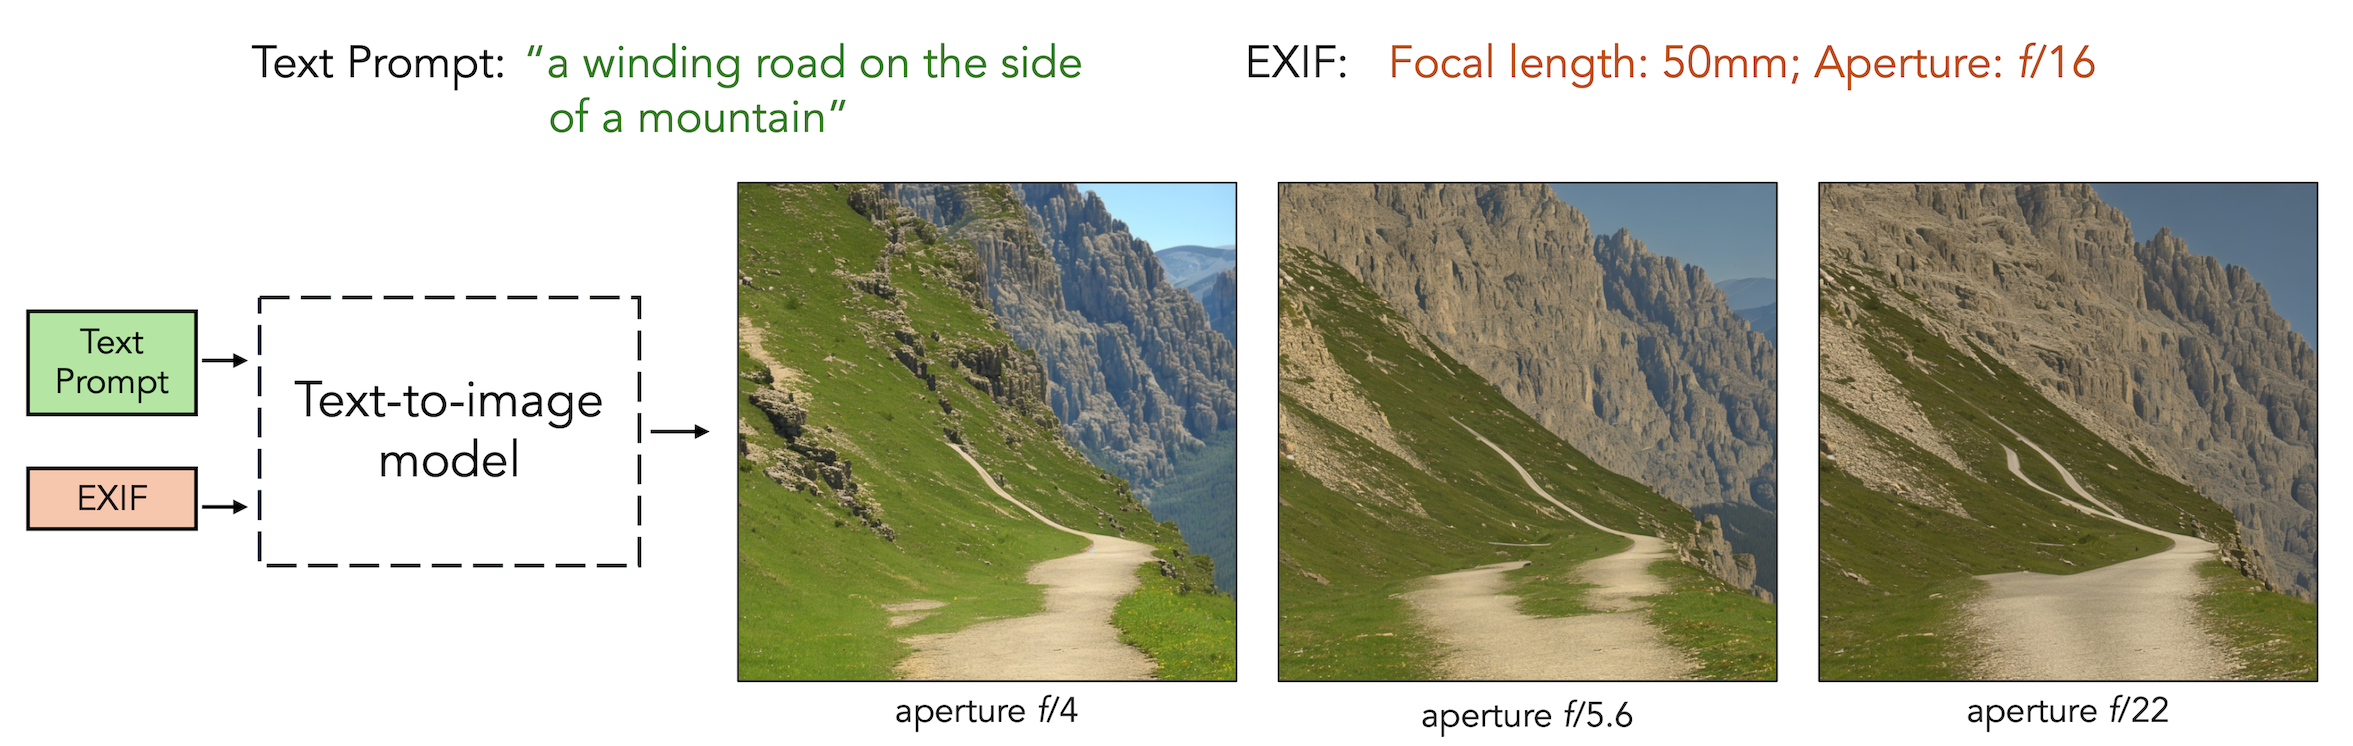 Text Prompt: “a winding road on the side
of a mountain”
EXIF: Focal length: 50mm; Aperture: f/16
Text
Prompt
EXIF
Text-to-image
model
aperture f/4
aperture f/5.6
aperture f/22